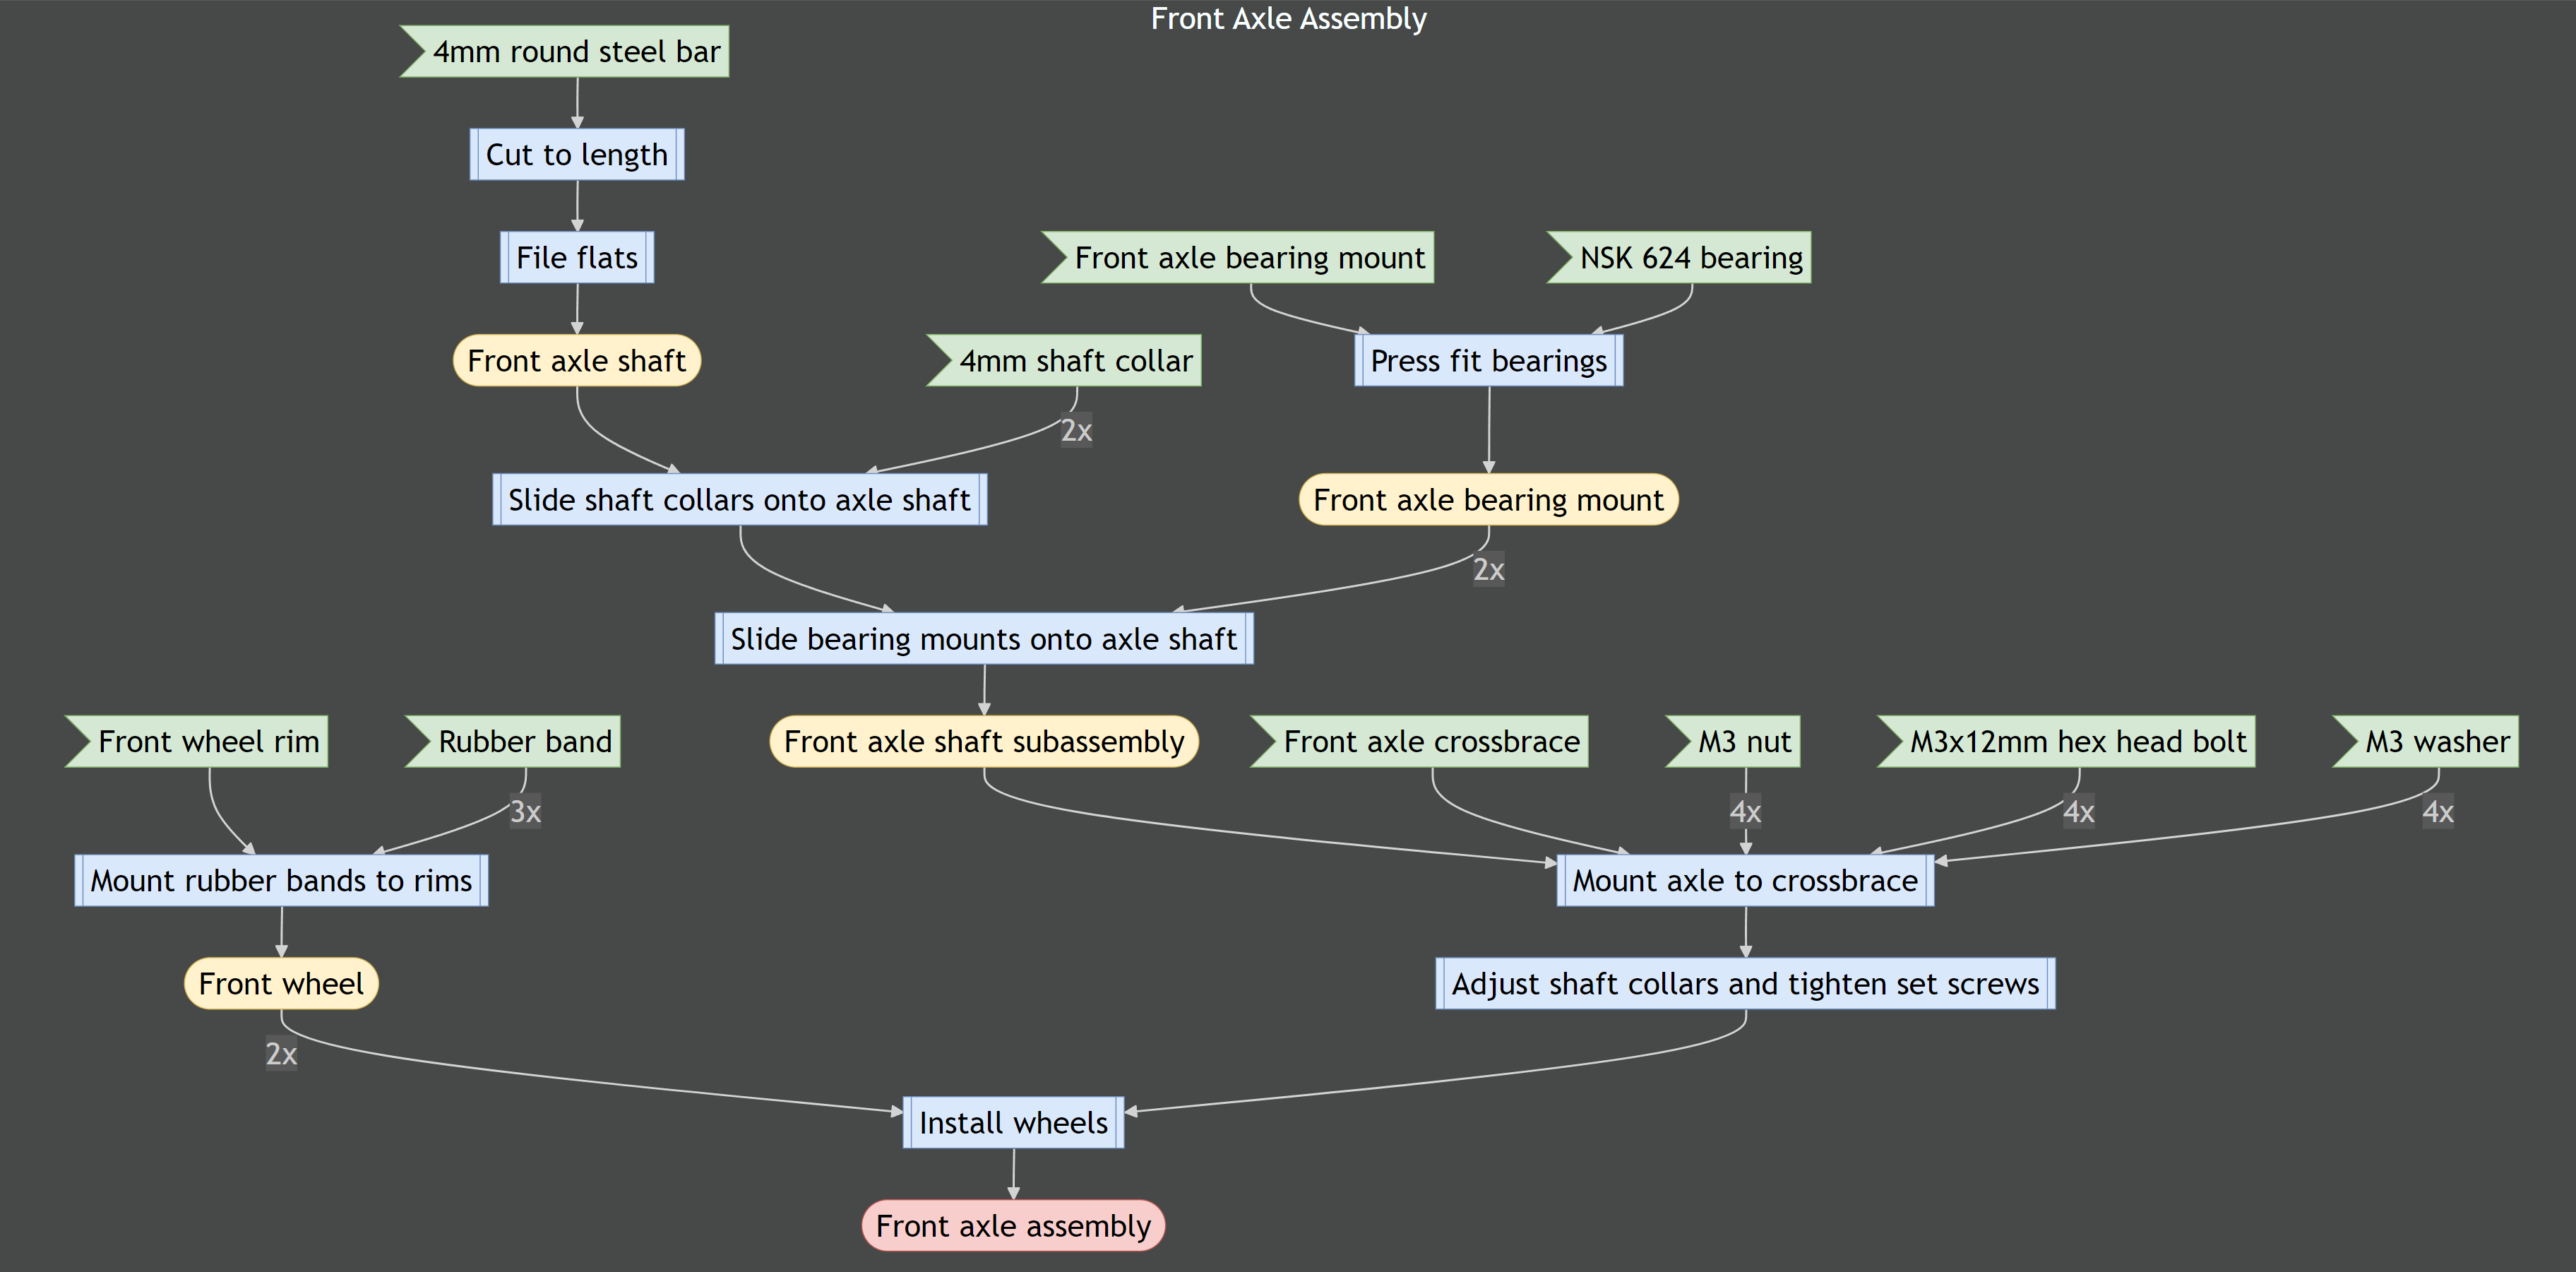 Front Axle Assembly
4mm round steel bar
Cut to length
File flats
Front axle bearing mount
NSK 624 bearing
Front axle shaft
4mm shaft collar
Press fit bearings
2x
Slide shaft collars onto axle shaft
Front axle bearing mount
2x
Slide bearing mounts onto axle shaft
Front wheel rim
Rubber band
Front axle shaft subassembly
Front axle crossbrace
M3 nut
M3x12mm hex head bolt
M3 washer
3x
4x
4x
4x
Mount rubber bands to rims
Mount axle to crossbrace
Front wheel
Adjust shaft collars and tighten set screws
2x
Install wheels
Front axle assembly